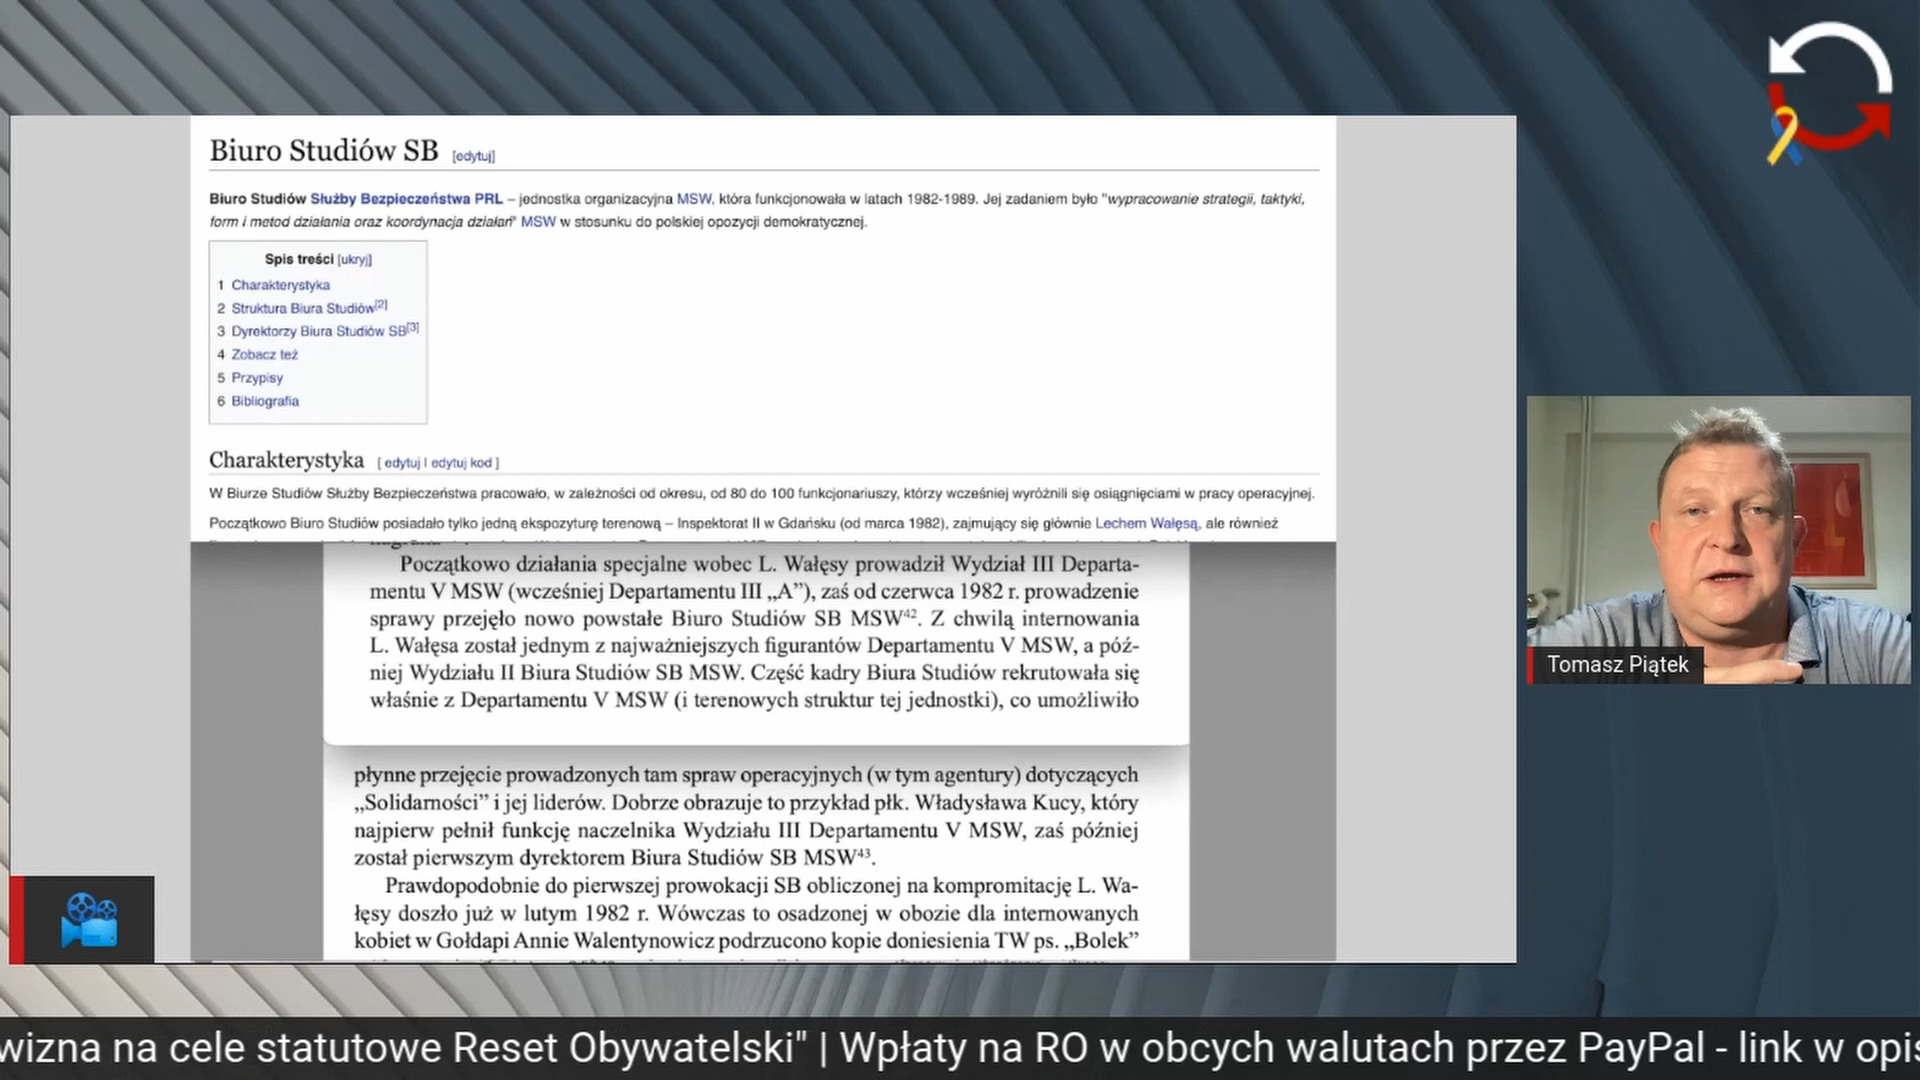 Biuro Studiów SB [edytuj]
Biuro Studiów Służby Bezpieczeństwa PRL – jednostka organizacyjna MSW, która funkcjonowała w latach 1982-1989. Jej zadaniem było "wypracowanie strategii, taktyki,
form i metod działania oraz koordynacja działań" MSW w stosunku do polskiej opozycji demokratycznej.
Spis treści [ukryj]
1 Charakterystyka
2 Struktura Biura Studiów[2]
3 Dyrektorzy Biura Studiów SB[3]
4 Zobacz też
5 Przypisy
6 Bibliografia
Charakterystyka [ edytuj | edytuj kod ]
W Biurze Studiów Służby Bezpieczeństwa pracowało, w zależności od okresu, od 80 do 100 funkcjonariuszy, którzy wcześniej wyróżnili się osiągnięciami w pracy operacyjnej.
Początkowo Biuro Studiów posiadało tylko jedną ekspozyturę terenową – Inspektorat II w Gdańsku (od marca 1982), zajmujący się głównie Lechem Wałęsą, ale również
Początkowo działania specjalne wobec L. Wałęsy prowadził Wydział III Departa-
mentu V MSW (wcześniej Departamentu III „A”), zaś od czerwca 1982 r. prowadzenie
sprawy przejęło nowo powstałe Biuro Studiów SB MSW42. Z chwilą internowania
L. Wałęsa został jednym z najważniejszych figurantów Departamentu V MSW, a póź-
niej Wydziału II Biura Studiów SB MSW. Część kadry Biura Studiów rekrutowała się
właśnie z Departamentu V MSW (i terenowych struktur tej jednostki), co umożliwiło
płynne przejęcie prowadzonych tam spraw operacyjnych (w tym agentury) dotyczących
„Solidarności” i jej liderów. Dobrze obrazuje to przykład płk. Władysława Kucy, który
najpierw pełnił funkcję naczelnika Wydziału III Departamentu V MSW, zaś później
został pierwszym dyrektorem Biura Studiów SB MSW43.
Prawdopodobnie do pierwszej prowokacji SB obliczonej na kompromitację L. Wa-
łęsy doszło już w lutym 1982 r. Wówczas to osadzonej w obozie dla internowanych
kobiet w Gołdapi Annie Walentynowicz podrzucono kopie doniesienia TW ps. „Bolek”
Tomasz Piątek
wizna na cele statutowe Reset Obywatelski" | Wpłaty na RO w obcych walutach przez PayPal - link w opis